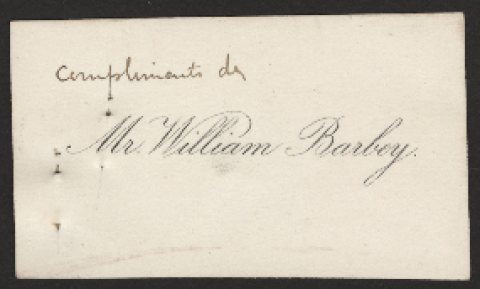 Compliments de
Mr. William Barbey.